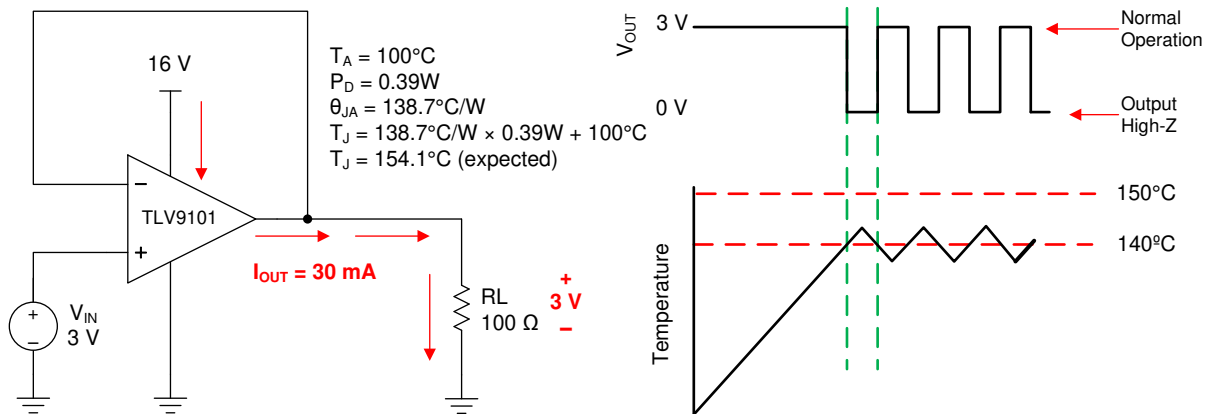 16 V
T_A = 100°C
P_D = 0.39W
θ_JA = 138.7°C/W
T_J = 138.7°C/W × 0.39W + 100°C
T_J = 154.1°C (expected)
−
TLV9101
+
I_OUT = 30 mA
+
−
V_IN
3 V
RL
100 Ω
+
3 V
−
V_OUT
3 V
0 V
Normal
Operation
Output
High-Z
Temperature
150°C
140ºC